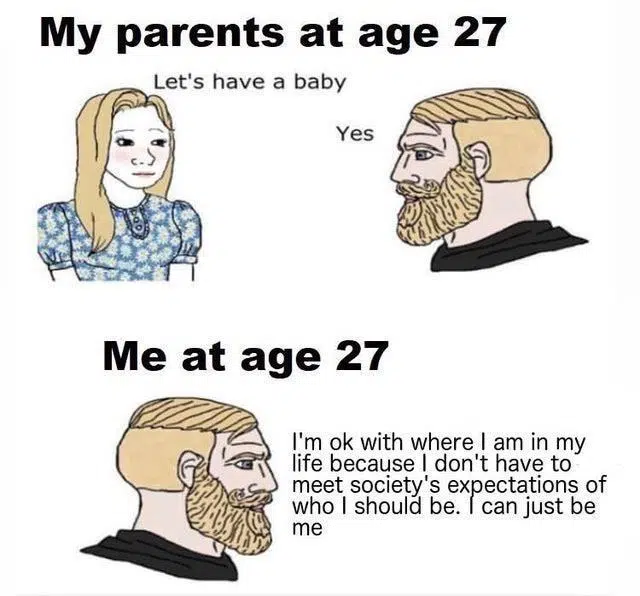 My parents at age 27
Let's have a baby
Yes
Me at age 27
I'm ok with where I am in my
life because I don't have to
meet society's expectations of
who I should be. I can just be
me